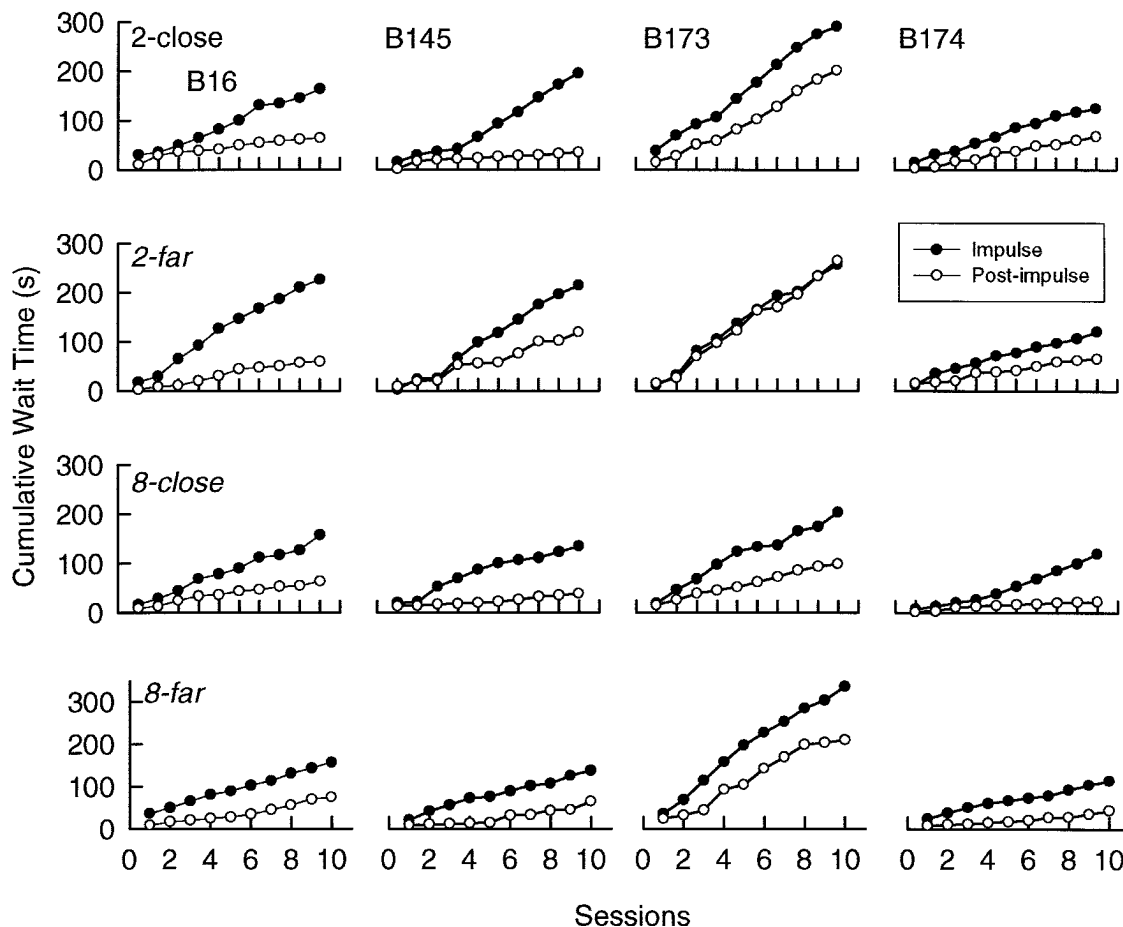 Cumulative Wait Time (s)
2-close
B16
B145
B173
B174
300
200
100
0
2-far
300
200
100
0
Impulse
Post-impulse
8-close
300
200
100
0
8-far
300
200
100
0
0 2 4 6 8 10
0 2 4 6 8 10
0 2 4 6 8 10
0 2 4 6 8 10
Sessions